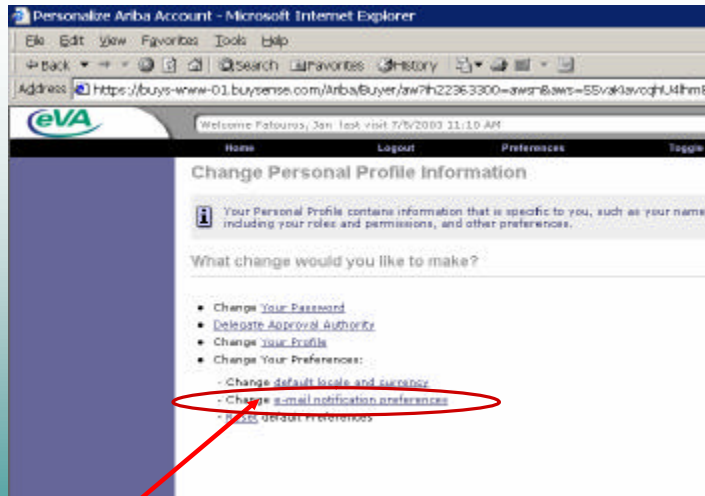 Personalize Ariba Account - Microsoft Internet Explorer
File Edit View Favorites Tools Help
Back Search Favorites History
Address https://buys-www-01.buysense.com/Ariba/Buyer/aw?
eVA
Welcome Patouros, Jan last visit 7/8/2003 11:10 AM
Home Logout Preferences Toggle
Change Personal Profile Information
Your Personal Profile contains information that is specific to you, such as your name
including your roles and permissions, and other preferences.
What change would you like to make?
• Change Your Password
• Delegate Approval Authority
• Change Your Profile
• Change Your Preferences:
- Change default locale and currency
- Change e-mail notification preferences
- Reset default Preferences